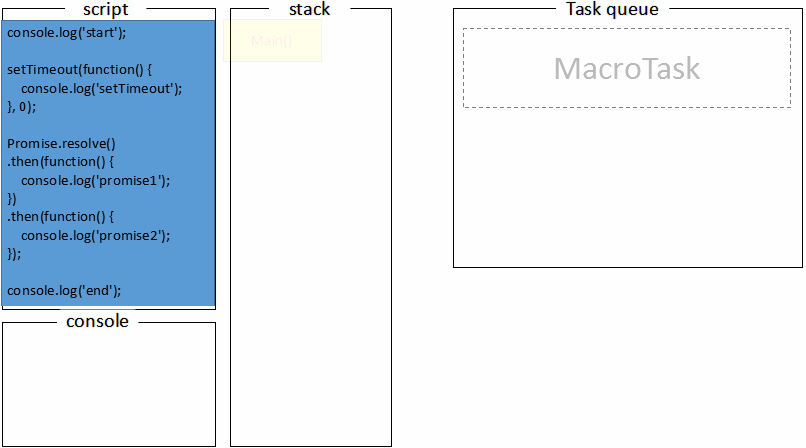 script
console.log('start');
setTimeout(function() {
console.log('setTimeout');
}, 0);
Promise.resolve()
.then(function() {
console.log('promise1');
})
.then(function() {
console.log('promise2');
});
console.log('end');
console
stack
Main()
Task queue
MacroTask